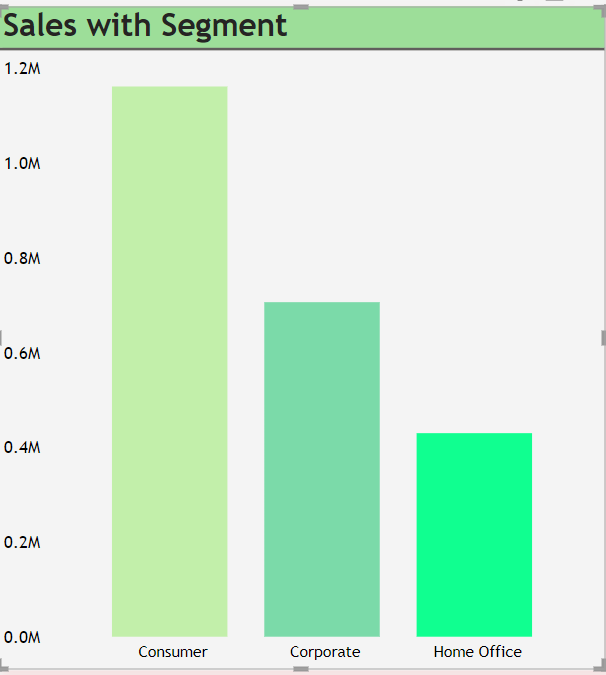 Sales with Segment
1.2M
1.0M
0.8M
0.6M
0.4M
0.2M
0.0M
Consumer Corporate Home Office